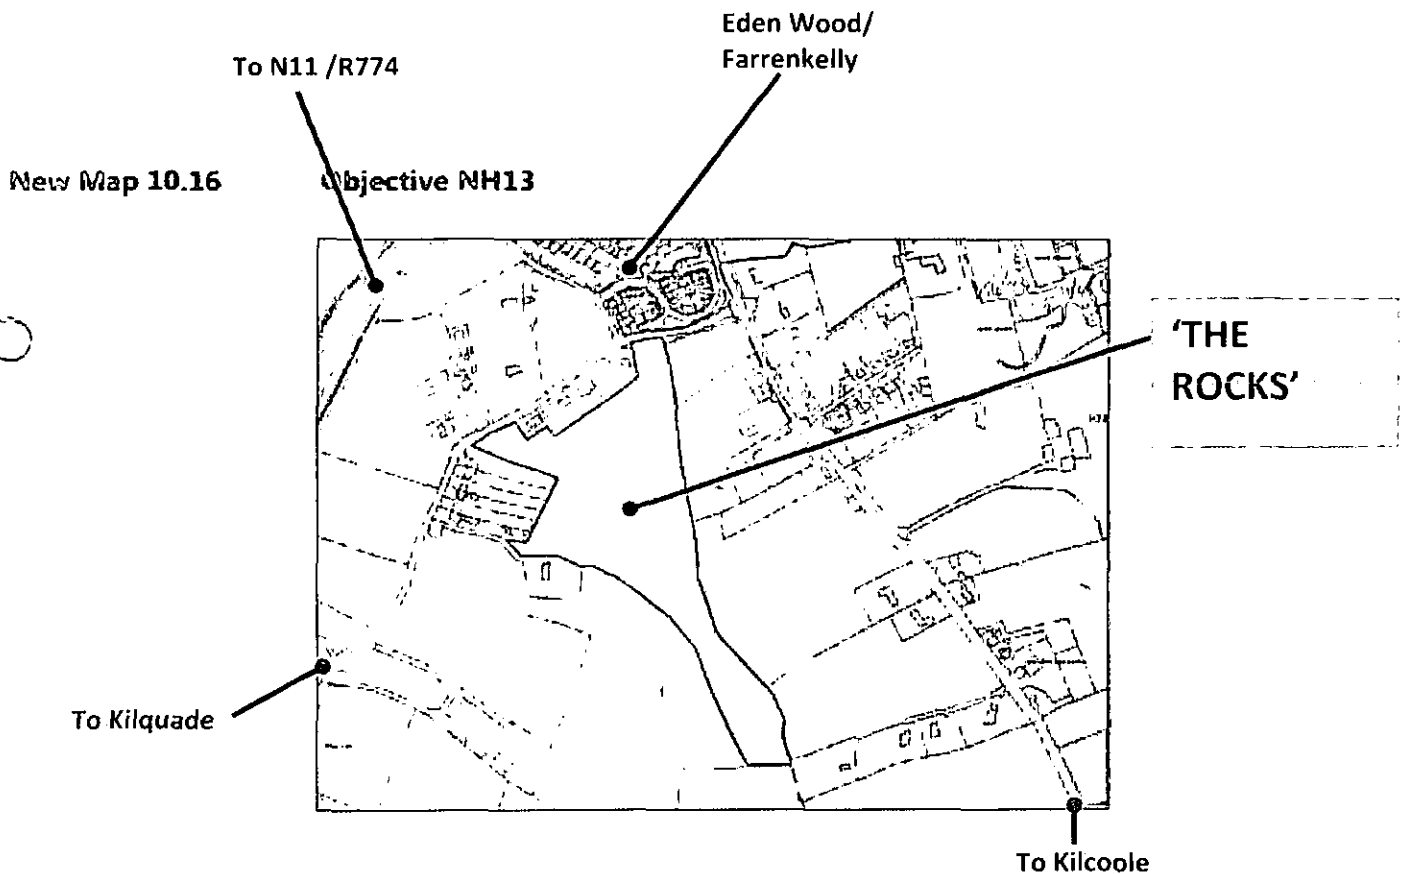 Eden Wood/
Farrenkelly
To N11 /R774
New Map 10.16 Objective NH13
'THE
ROCKS'
To Kilquade
To Kilcoole